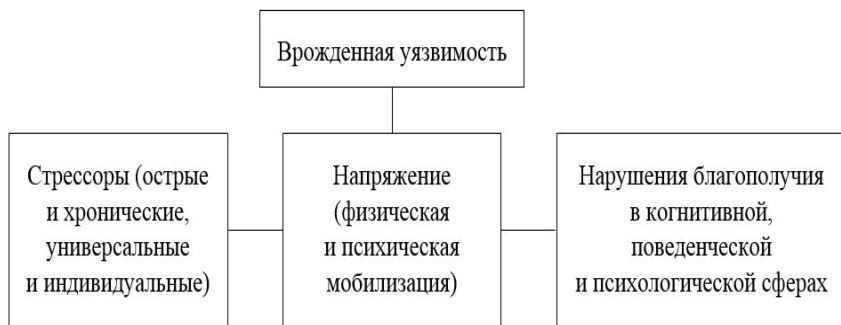 Врожденная уязвимость
Стрессоры (острые
и хронические,
универсальные
и индивидуальные)
Напряжение
(физическая
и психическая
мобилизация)
Нарушения благополучия
в когнитивной,
поведенческой
и психологической сферах